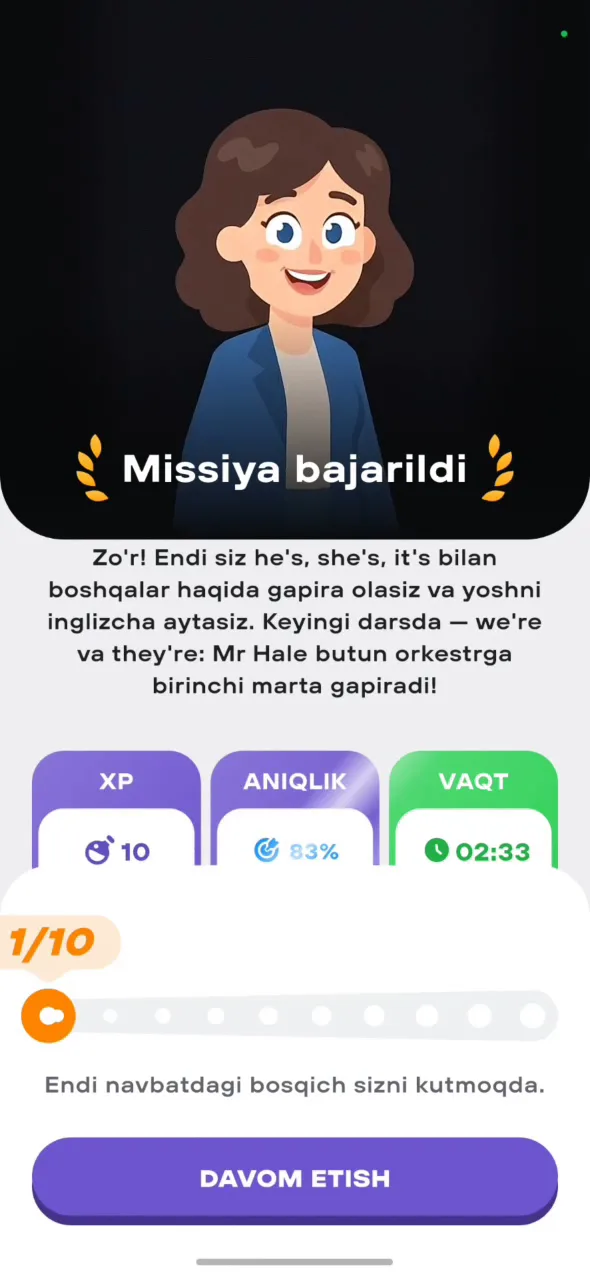 Missiya bajarildi
Zo'r! Endi siz he's, she's, it's bilan
boshqalar haqida gapira olasiz va yoshni
inglizcha aytasiz. Keyingi darsda — we're
va they're: Mr Hale butun orkestrga
birinchi marta gapiradi!
XP
ANIQLIK
VAQT
10
83%
02:33
1/10
Endi navbatdagi bosqich sizni kutmoqda.
DAVOM ETISH